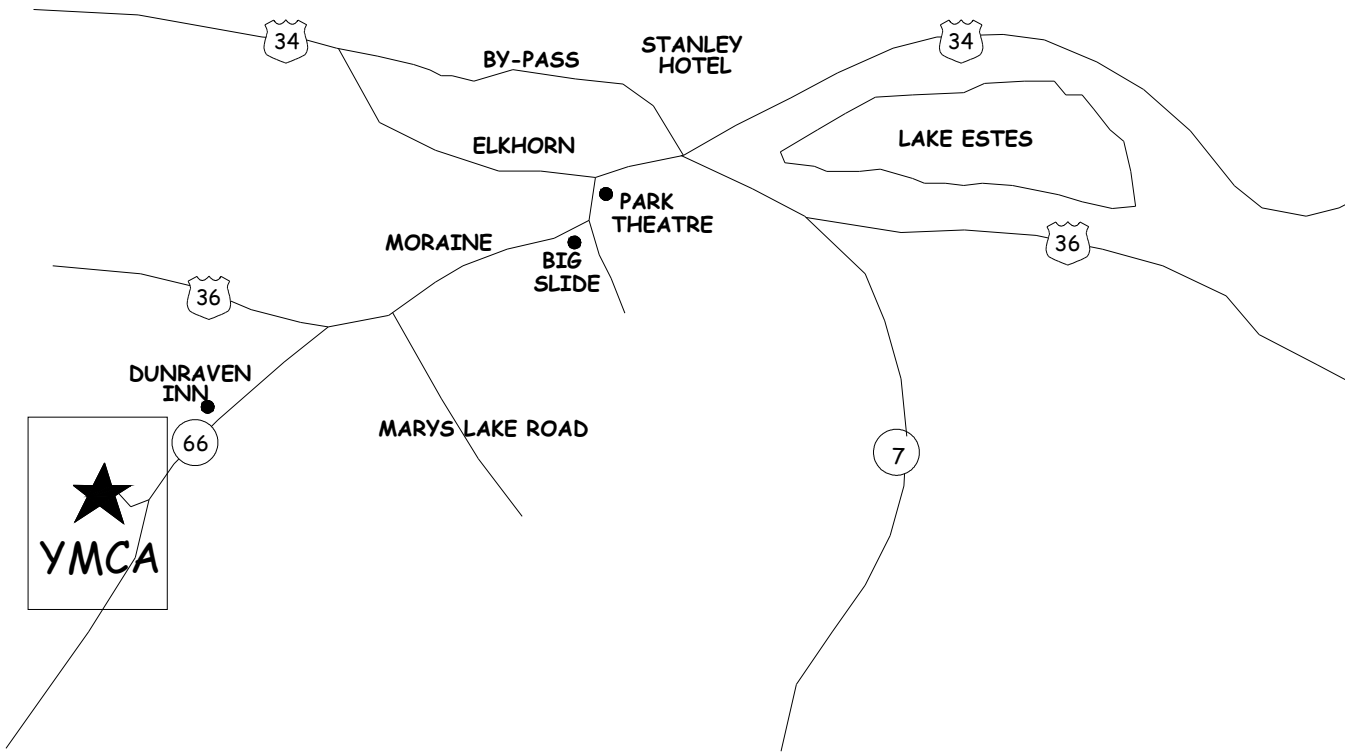 34
BY-PASS
STANLEY
HOTEL
34
ELKHORN
LAKE ESTES
PARK
THEATRE
MORAINE
BIG
SLIDE
36
36
DUNRAVEN
INN
66
MARYS LAKE ROAD
7
YMCA